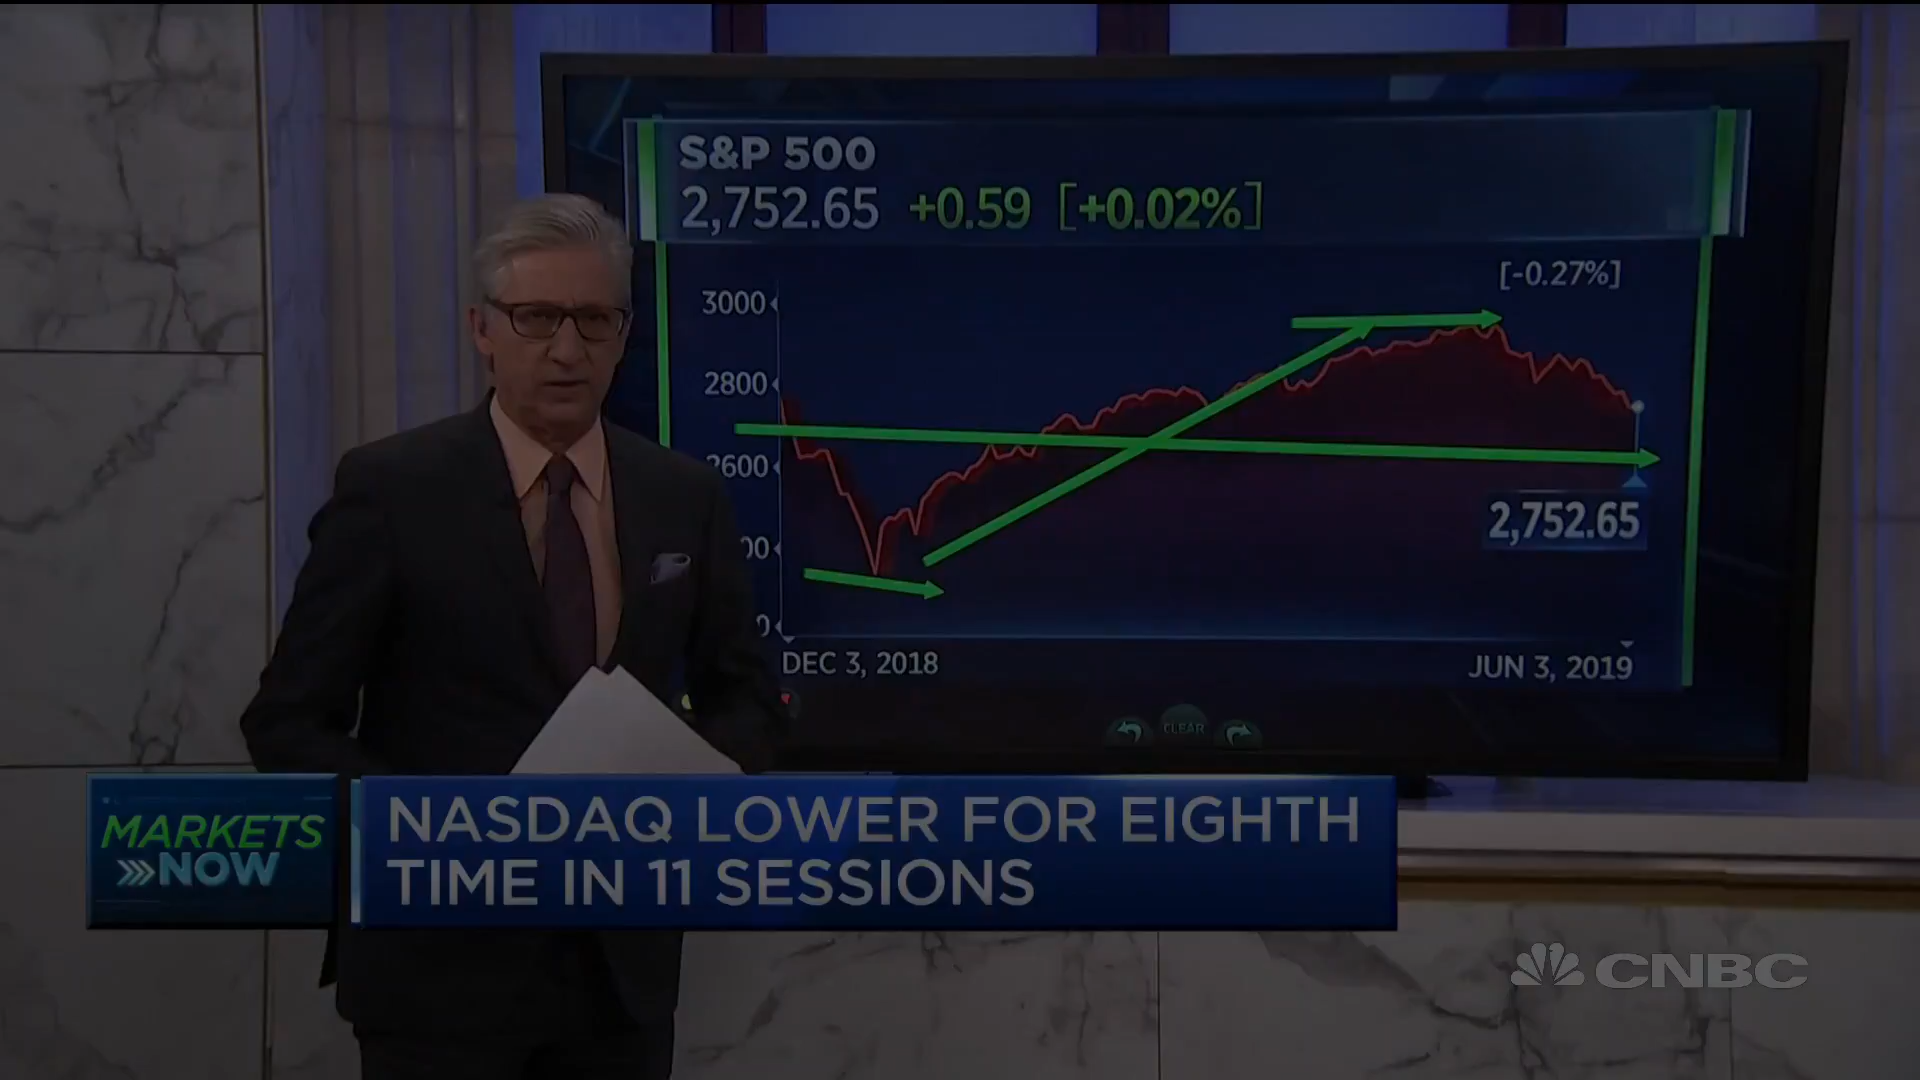 S&P 500
2,752.65 +0.59 [+0.02%]
[-0.27%]
3000
2800
2600
2,752.65
DEC 3, 2018
JUN 3, 2019
CLEAR
MARKETS
NOW
NASDAQ LOWER FOR EIGHTH
TIME IN 11 SESSIONS
CNBC